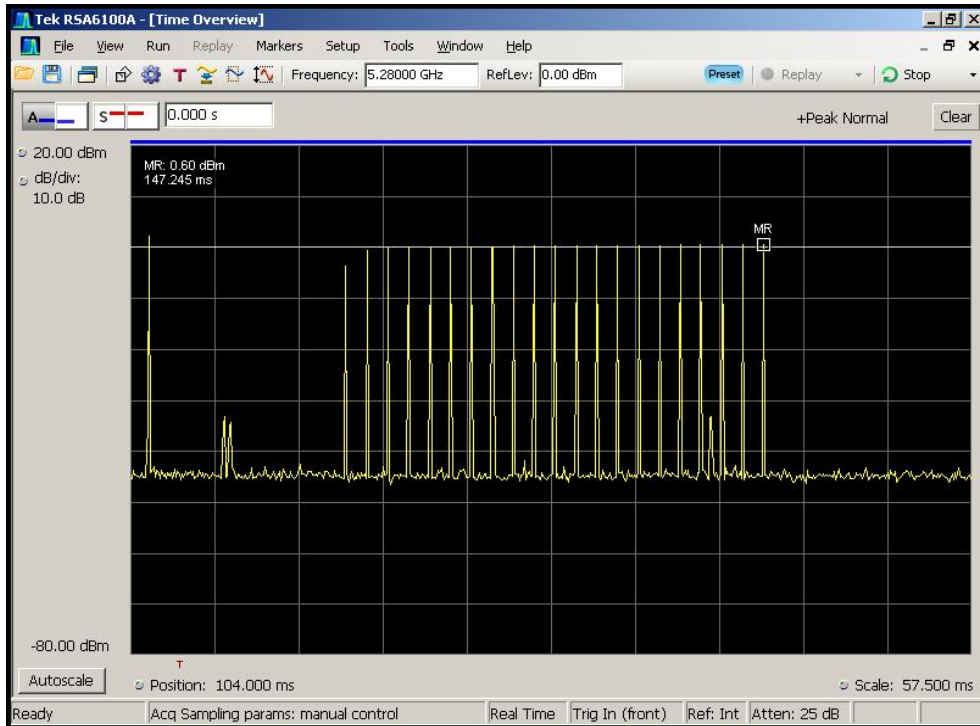 Tek RSA6100A - [Time Overview]
File View Run Replay Markers Setup Tools Window Help
Frequency: 5.28000 GHz RefLev: 0.00 dBm Preset Replay Stop
A S 0.000 s +Peak Normal Clear
20.00 dBm
dB/div:
10.0 dB
MR: 0.60 dBm
147.245 ms
MR
-80.00 dBm
T
Autoscale Position: 104.000 ms Scale: 57.500 ms
Ready Acq Sampling params: manual control Real Time Trig In (front) Ref: Int Atten: 25 dB